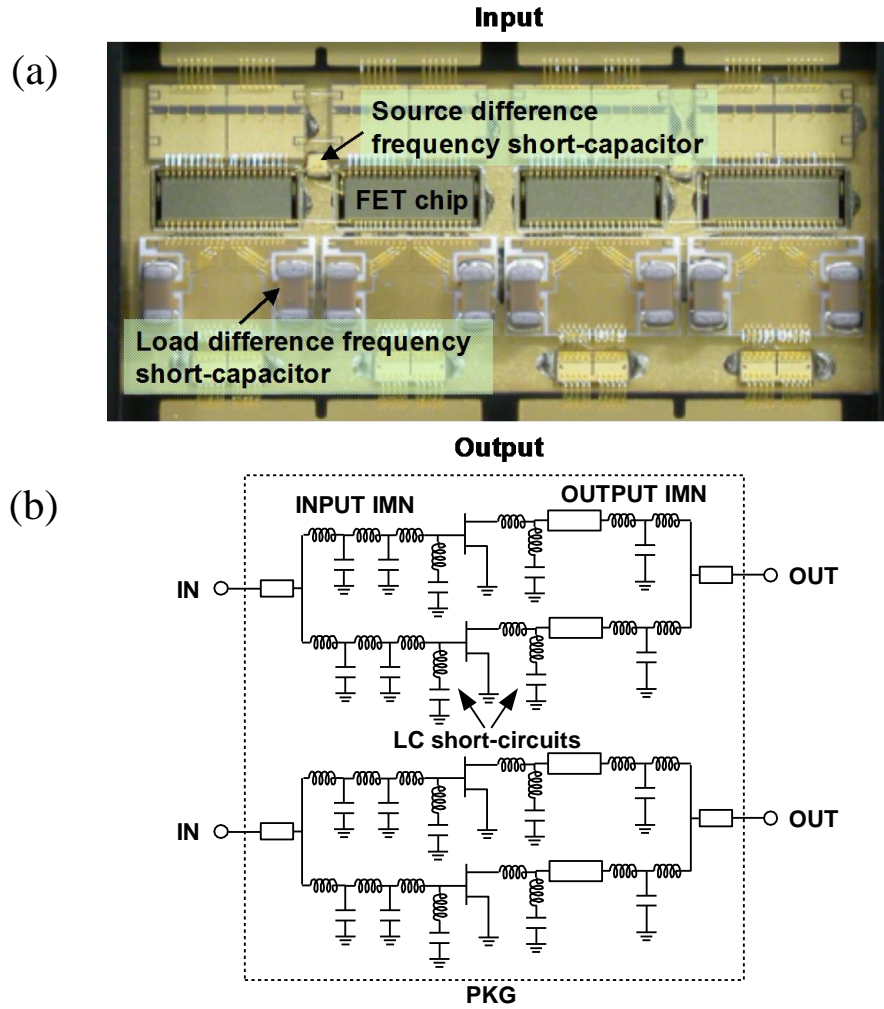 Input
(a)
Source difference
frequency short-capacitor
FET chip
Load difference frequency
short-capacitor
Output
(b)
INPUT IMN
OUTPUT IMN
IN
OUT
LC short-circuits
IN
OUT
PKG